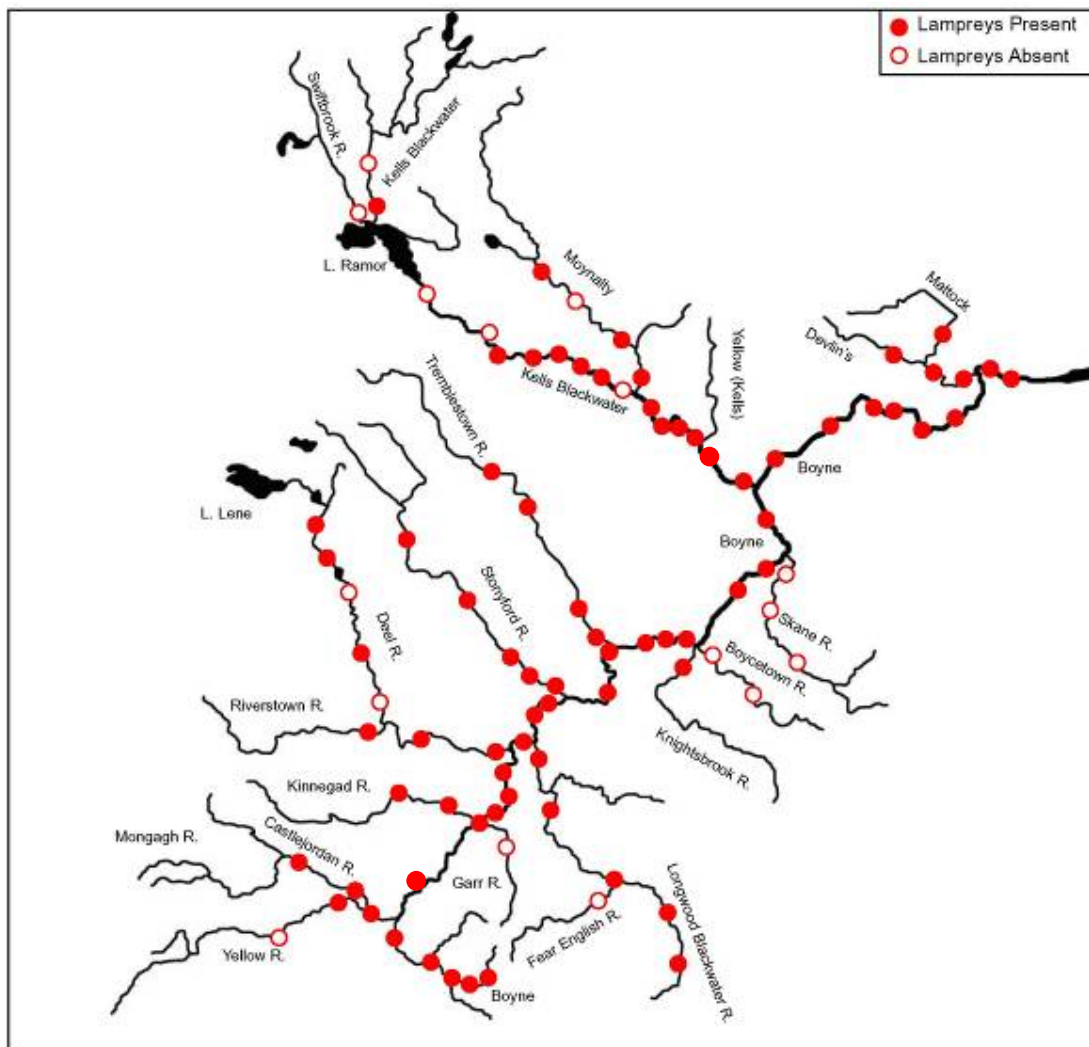 Lampreys Present
Lampreys Absent
Swiftbrook R.
Kells Blackwater
L. Ramor
Moynalty
Mattock
Devlin's
Yellow (Kells)
Kells Blackwater
Tremblestown R.
Boyne
L. Lene
Boyne
Stonyford R.
Deel R.
Skane R.
Boycetown R.
Riverstown R.
Knightsbrook R.
Kinnegad R.
Mongagh R.
Castlejordan R.
Garr R.
Longwood Blackwater R.
Fear English R.
Yellow R.
Boyne